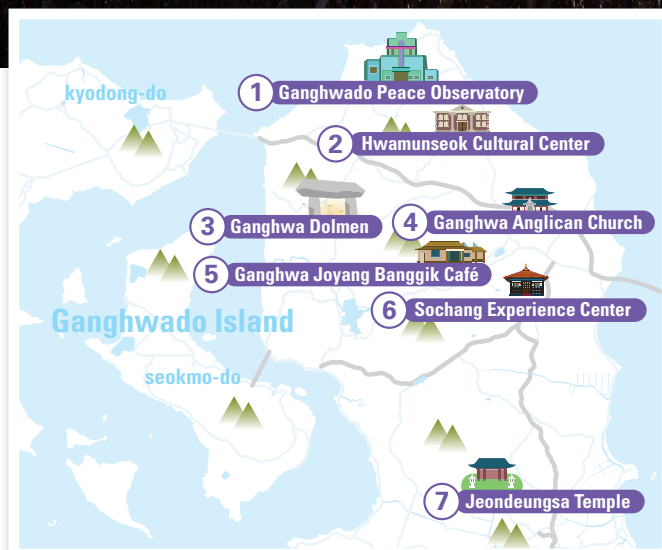 kyodong-do
1 Ganghwado Peace Observatory
2 Hwamunseok Cultural Center
3 Ganghwa Dolmen
4 Ganghwa Anglican Church
5 Ganghwa Joyang Banggik Café
6 Sochang Experience Center
Ganghwado Island
seokmo-do
7 Jeondeungsa Temple